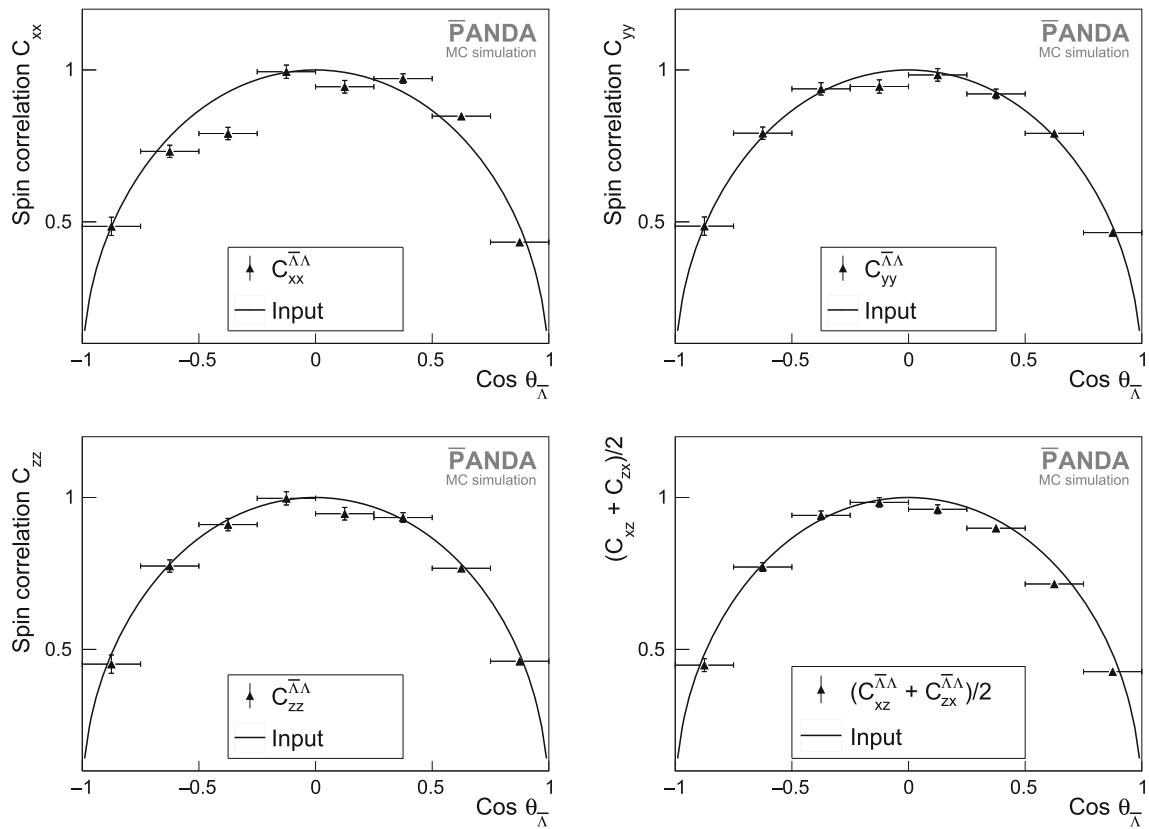 Spin correlation C_xx
P̅ANDA
MC simulation
1
0.5
C_xx^Λ̅Λ
Input
−1 −0.5 0 0.5 1
Cos θ_Λ̅
Spin correlation C_yy
P̅ANDA
MC simulation
1
0.5
C_yy^Λ̅Λ
Input
−1 −0.5 0 0.5 1
Cos θ_Λ̅
Spin correlation C_zz
P̅ANDA
MC simulation
1
0.5
C_zz^Λ̅Λ
Input
−1 −0.5 0 0.5 1
Cos θ_Λ̅
(C_xz + C_zx)/2
P̅ANDA
MC simulation
1
0.5
(C_xz^Λ̅Λ + C_zx^Λ̅Λ)/2
Input
−1 −0.5 0 0.5 1
Cos θ_Λ̅